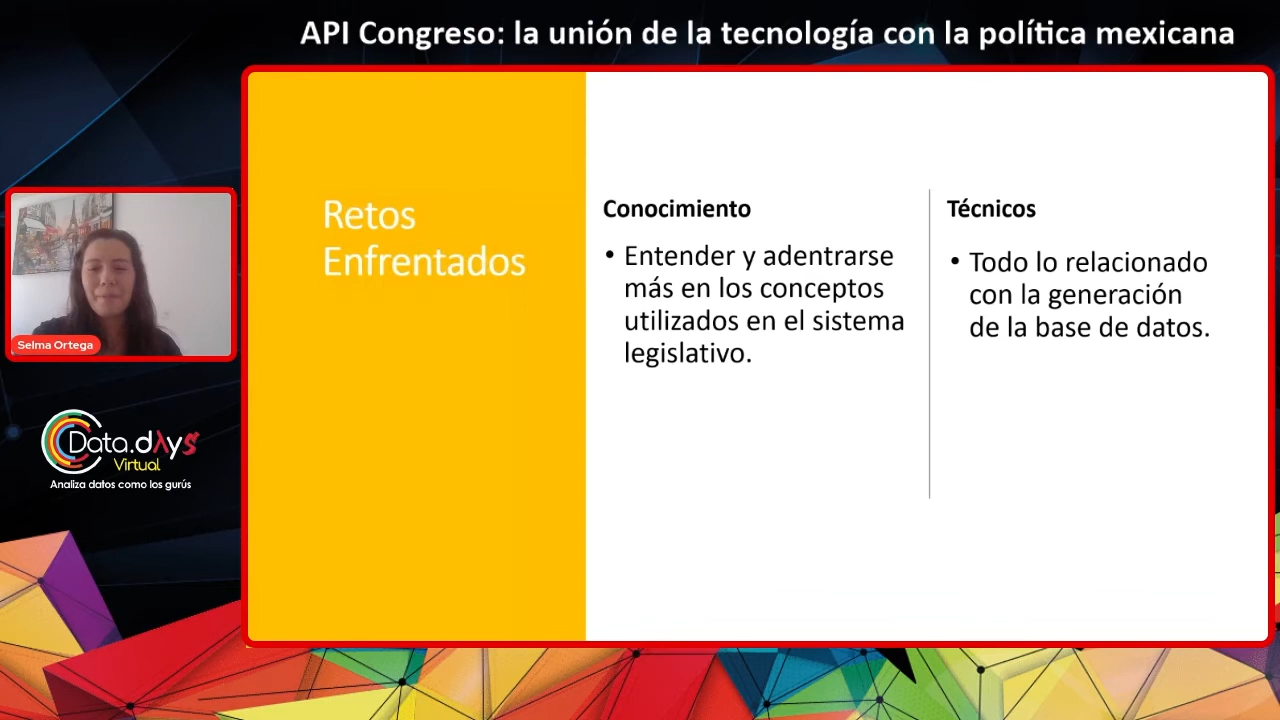 API Congreso: la unión de la tecnología con la política mexicana
Retos
Enfrentados
Conocimiento
• Entender y adentrarse
más en los conceptos
utilizados en el sistema
legislativo.
Técnicos
• Todo lo relacionado
con la generación
de la base de datos.
Selma Ortega
Data.dAys
Virtual
Analiza datos como los gurús